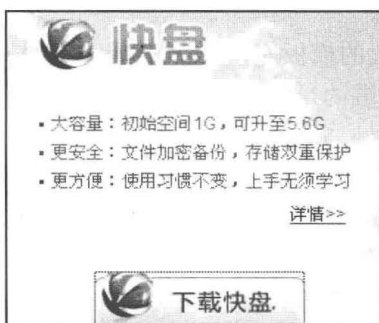 快盘
▪ 大容量：初始空间1G，可升至5.6G
▪ 更安全：文件加密备份，存储双重保护
▪ 更方便：使用习惯不变，上手无须学习
详情>>
下载快盘.